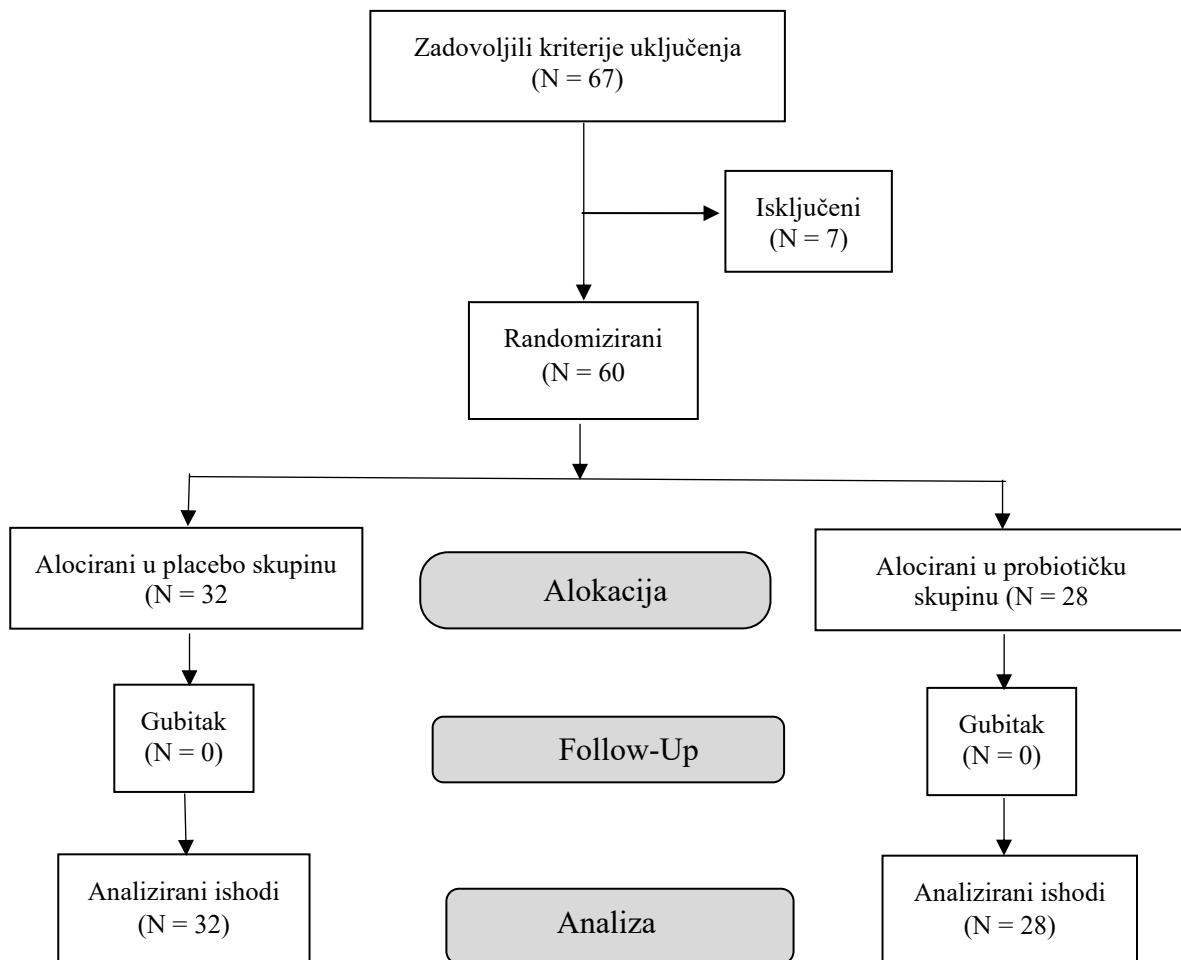 Zadovoljili kriterije uključenja
(N = 67)
Isključeni
(N = 7)
Randomizirani
(N = 60
Alocirani u placebo skupinu
(N = 32
Alokacija
Alocirani u probiotičku
skupinu (N = 28
Gubitak
(N = 0)
Follow-Up
Gubitak
(N = 0)
Analizirani ishodi
(N = 32)
Analiza
Analizirani ishodi
(N = 28)